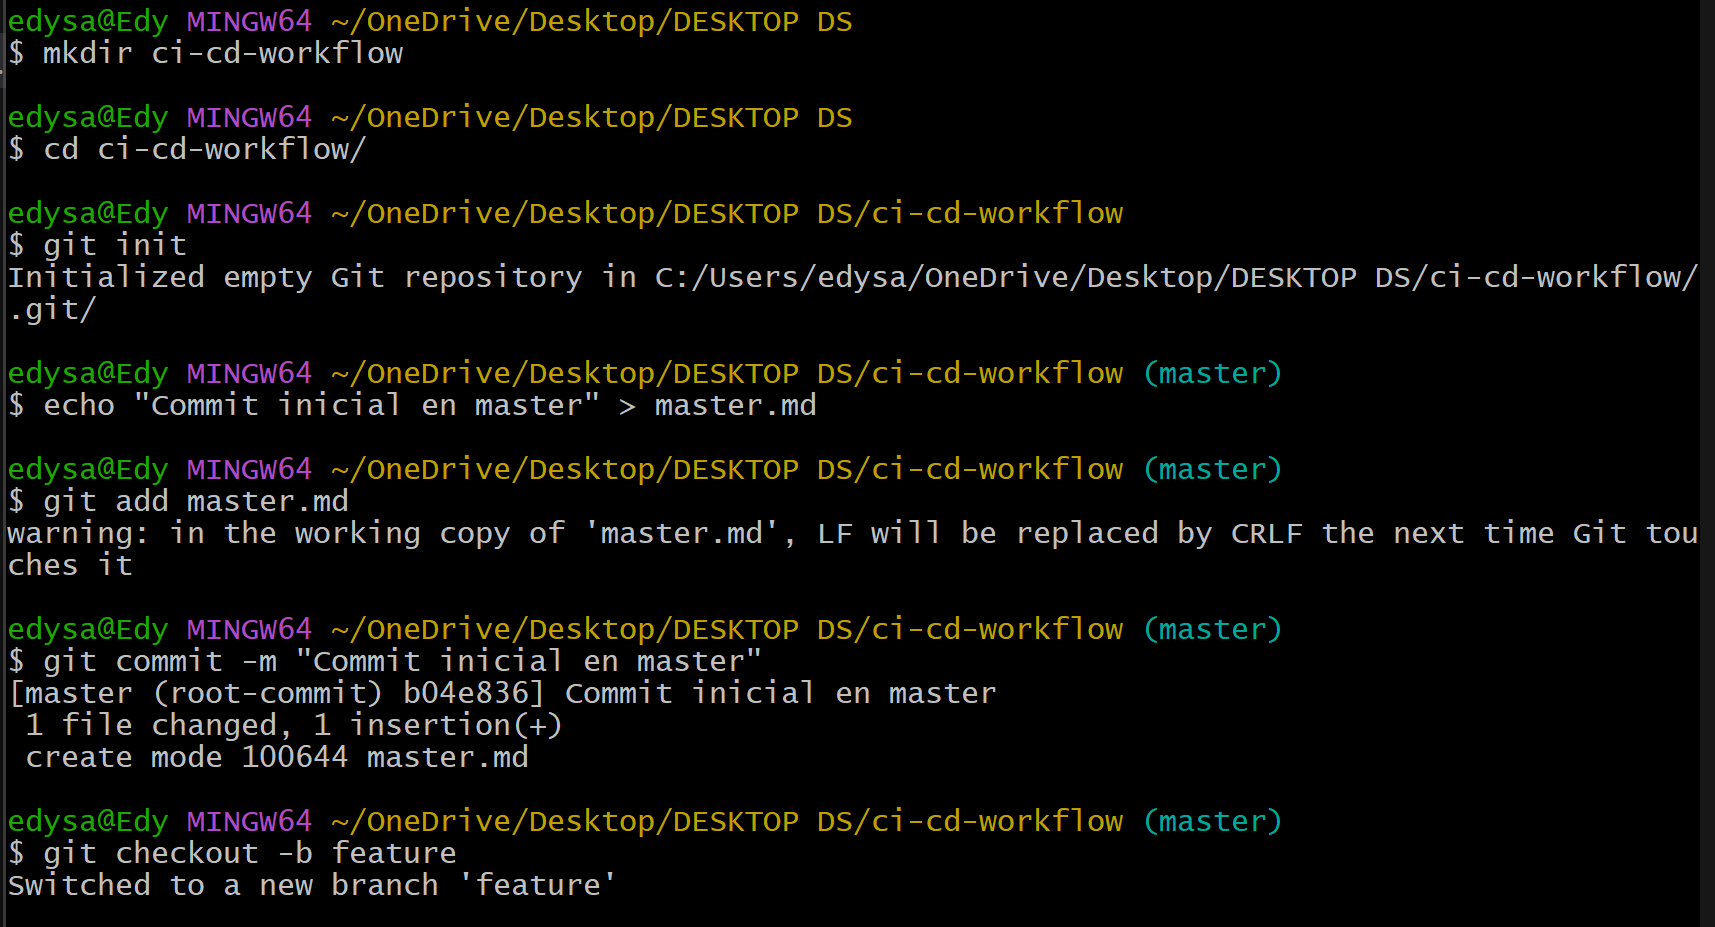 edysa@Edy MINGW64 ~/OneDrive/Desktop/DESKTOP DS
$ mkdir ci-cd-workflow
edysa@Edy MINGW64 ~/OneDrive/Desktop/DESKTOP DS
$ cd ci-cd-workflow/
edysa@Edy MINGW64 ~/OneDrive/Desktop/DESKTOP DS/ci-cd-workflow
$ git init
Initialized empty Git repository in C:/Users/edysa/OneDrive/Desktop/DESKTOP DS/ci-cd-workflow/
.git/
edysa@Edy MINGW64 ~/OneDrive/Desktop/DESKTOP DS/ci-cd-workflow (master)
$ echo "Commit inicial en master" > master.md
edysa@Edy MINGW64 ~/OneDrive/Desktop/DESKTOP DS/ci-cd-workflow (master)
$ git add master.md
warning: in the working copy of 'master.md', LF will be replaced by CRLF the next time Git tou
ches it
edysa@Edy MINGW64 ~/OneDrive/Desktop/DESKTOP DS/ci-cd-workflow (master)
$ git commit -m "Commit inicial en master"
[master (root-commit) b04e836] Commit inicial en master
 1 file changed, 1 insertion(+)
 create mode 100644 master.md
edysa@Edy MINGW64 ~/OneDrive/Desktop/DESKTOP DS/ci-cd-workflow (master)
$ git checkout -b feature
Switched to a new branch 'feature'